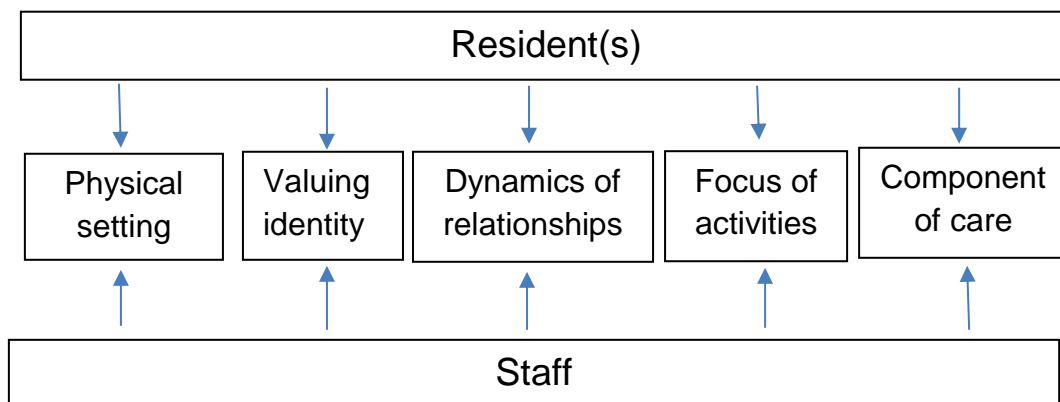 Resident(s)
Physical
setting
Valuing
identity
Dynamics of
relationships
Focus of
activities
Component
of care
Staff